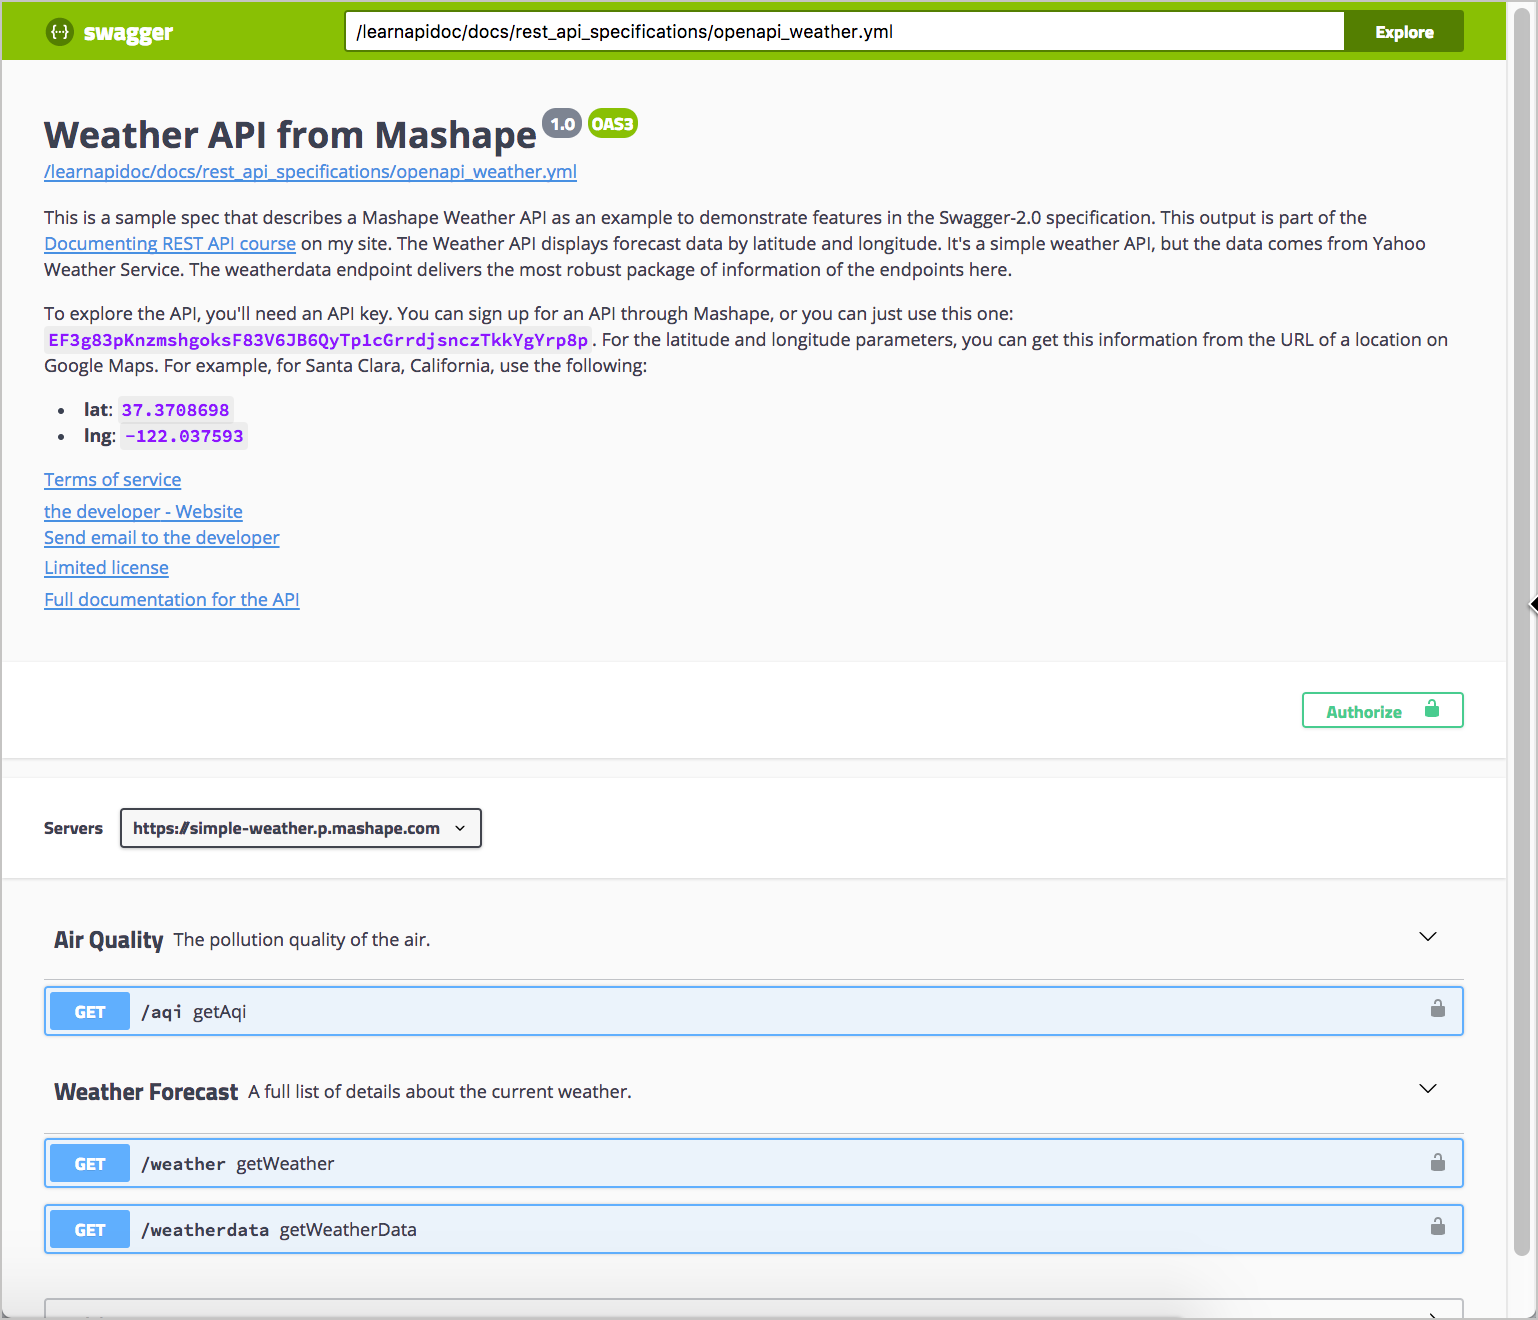 {··} swagger /learnapidoc/docs/rest_api_specifications/openapi_weather.yml Explore
Weather API from Mashape 1.0 OAS3
/learnapidoc/docs/rest_api_specifications/openapi_weather.yml
This is a sample spec that describes a Mashape Weather API as an example to demonstrate features in the Swagger-2.0 specification. This output is part of the
Documenting REST API course on my site. The Weather API displays forecast data by latitude and longitude. It's a simple weather API, but the data comes from Yahoo
Weather Service. The weatherdata endpoint delivers the most robust package of information of the endpoints here.
To explore the API, you'll need an API key. You can sign up for an API through Mashape, or you can just use this one:
EF3g83pKnzmshgoksF83V6JB6QyTp1cGrrdjsnczTkkYgYrp8p. For the latitude and longitude parameters, you can get this information from the URL of a location on
Google Maps. For example, for Santa Clara, California, use the following:
• lat: 37.3708698
• lng: -122.037593
Terms of service
the developer - Website
Send email to the developer
Limited license
Full documentation for the API
Authorize
Servers https://simple-weather.p.mashape.com
Air Quality The pollution quality of the air.
GET /aqi getAqi
Weather Forecast A full list of details about the current weather.
GET /weather getWeather
GET /weatherdata getWeatherData